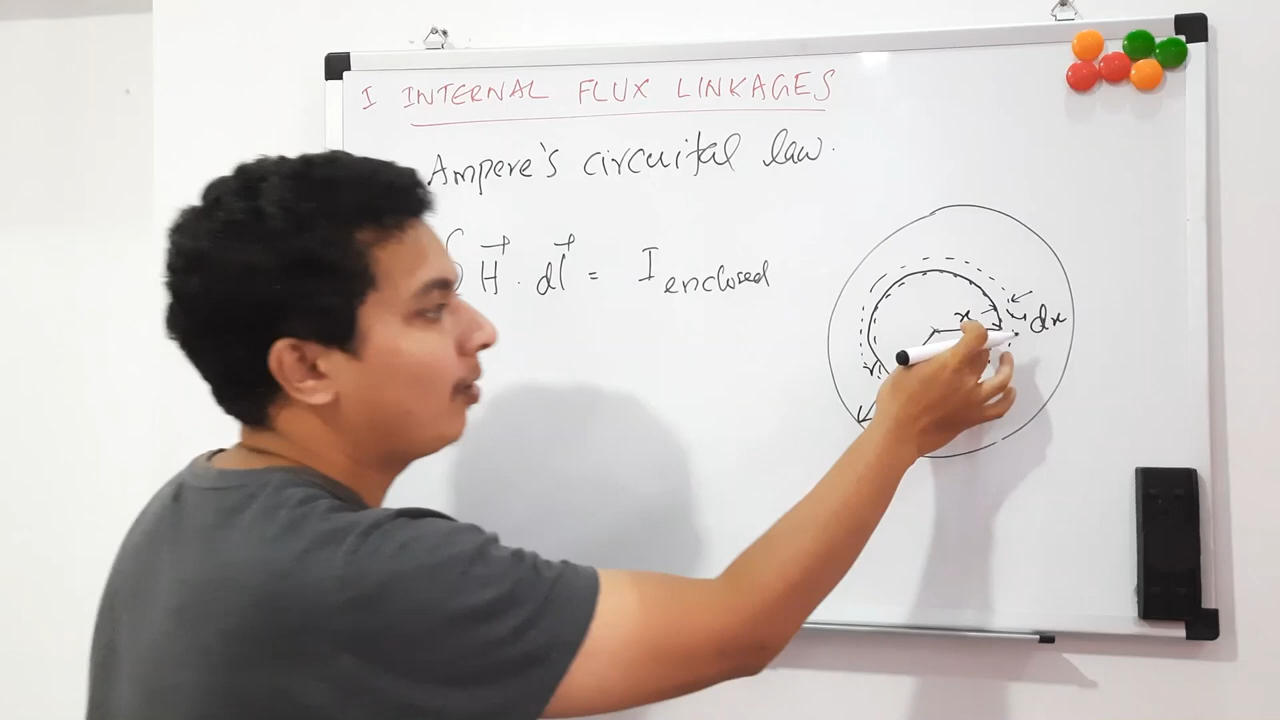 I INTERNAL FLUX LINKAGES
Ampere's circuital law.
∫ H⃗ . dl⃗ = I enclosed
x
dx
r